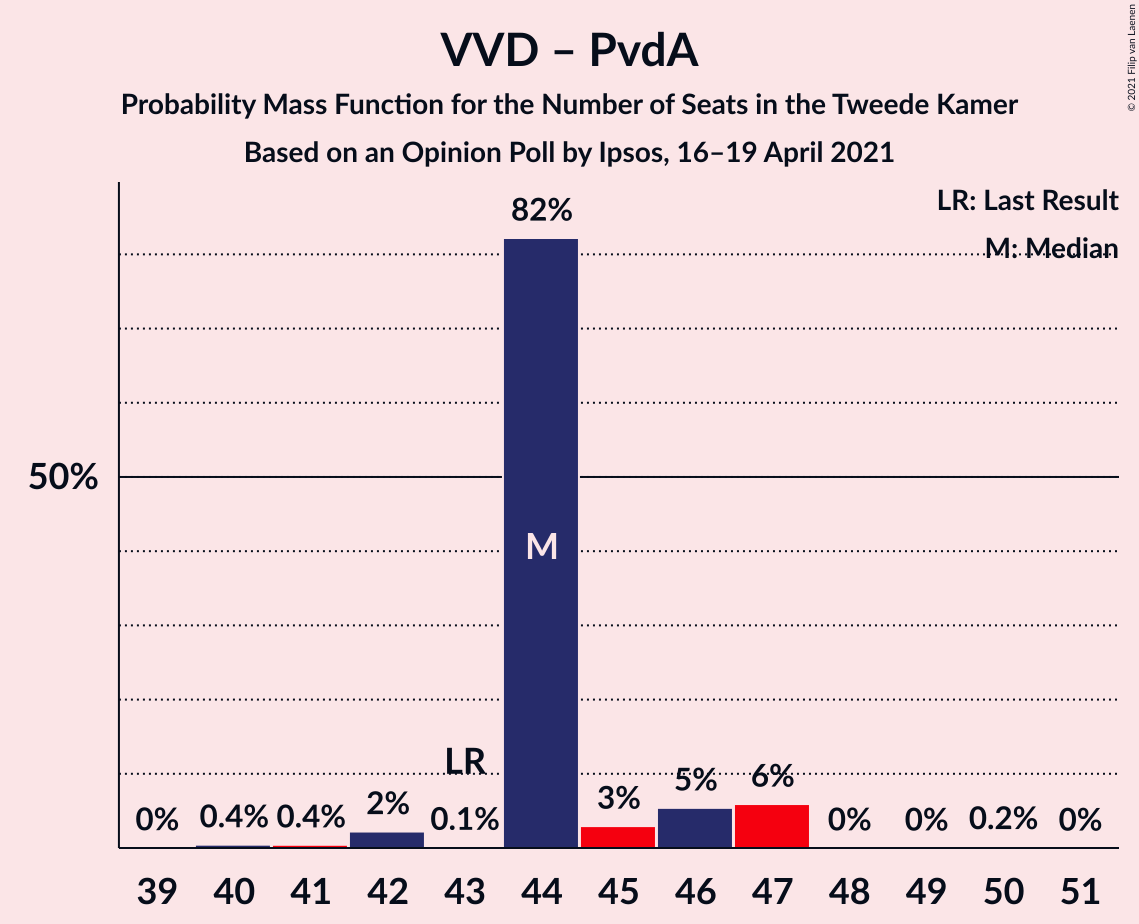 VVD – PvdA
Probability Mass Function for the Number of Seats in the Tweede Kamer
Based on an Opinion Poll by Ipsos, 16–19 April 2021
© 2021 Filip van Laenen
LR: Last Result
M: Median
82%
50%
M
LR
0% 0.4% 0.4% 2% 0.1% 3% 5% 6% 0% 0% 0.2% 0%
39 40 41 42 43 44 45 46 47 48 49 50 51